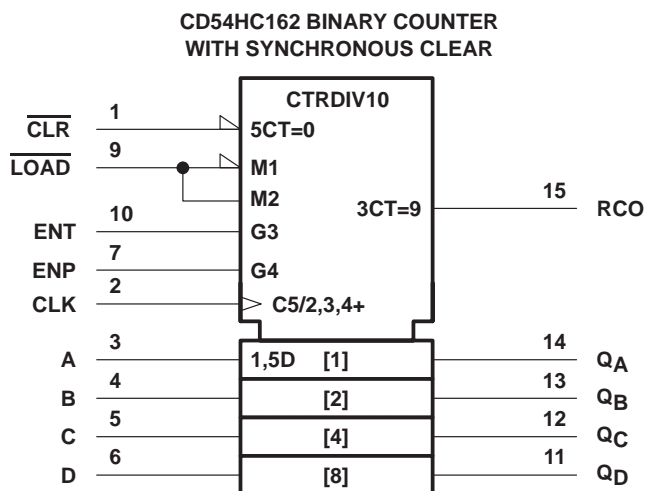 CD54HC162 BINARY COUNTER
WITH SYNCHRONOUS CLEAR
CTRDIV10
CLR 1 5CT=0
LOAD 9 M1
M2
3CT=9 15 RCO
ENT 10 G3
ENP 7 G4
CLK 2 C5/2,3,4+
A 3 1,5D [1] 14 QA
B 4 [2] 13 QB
C 5 [4] 12 QC
D 6 [8] 11 QD